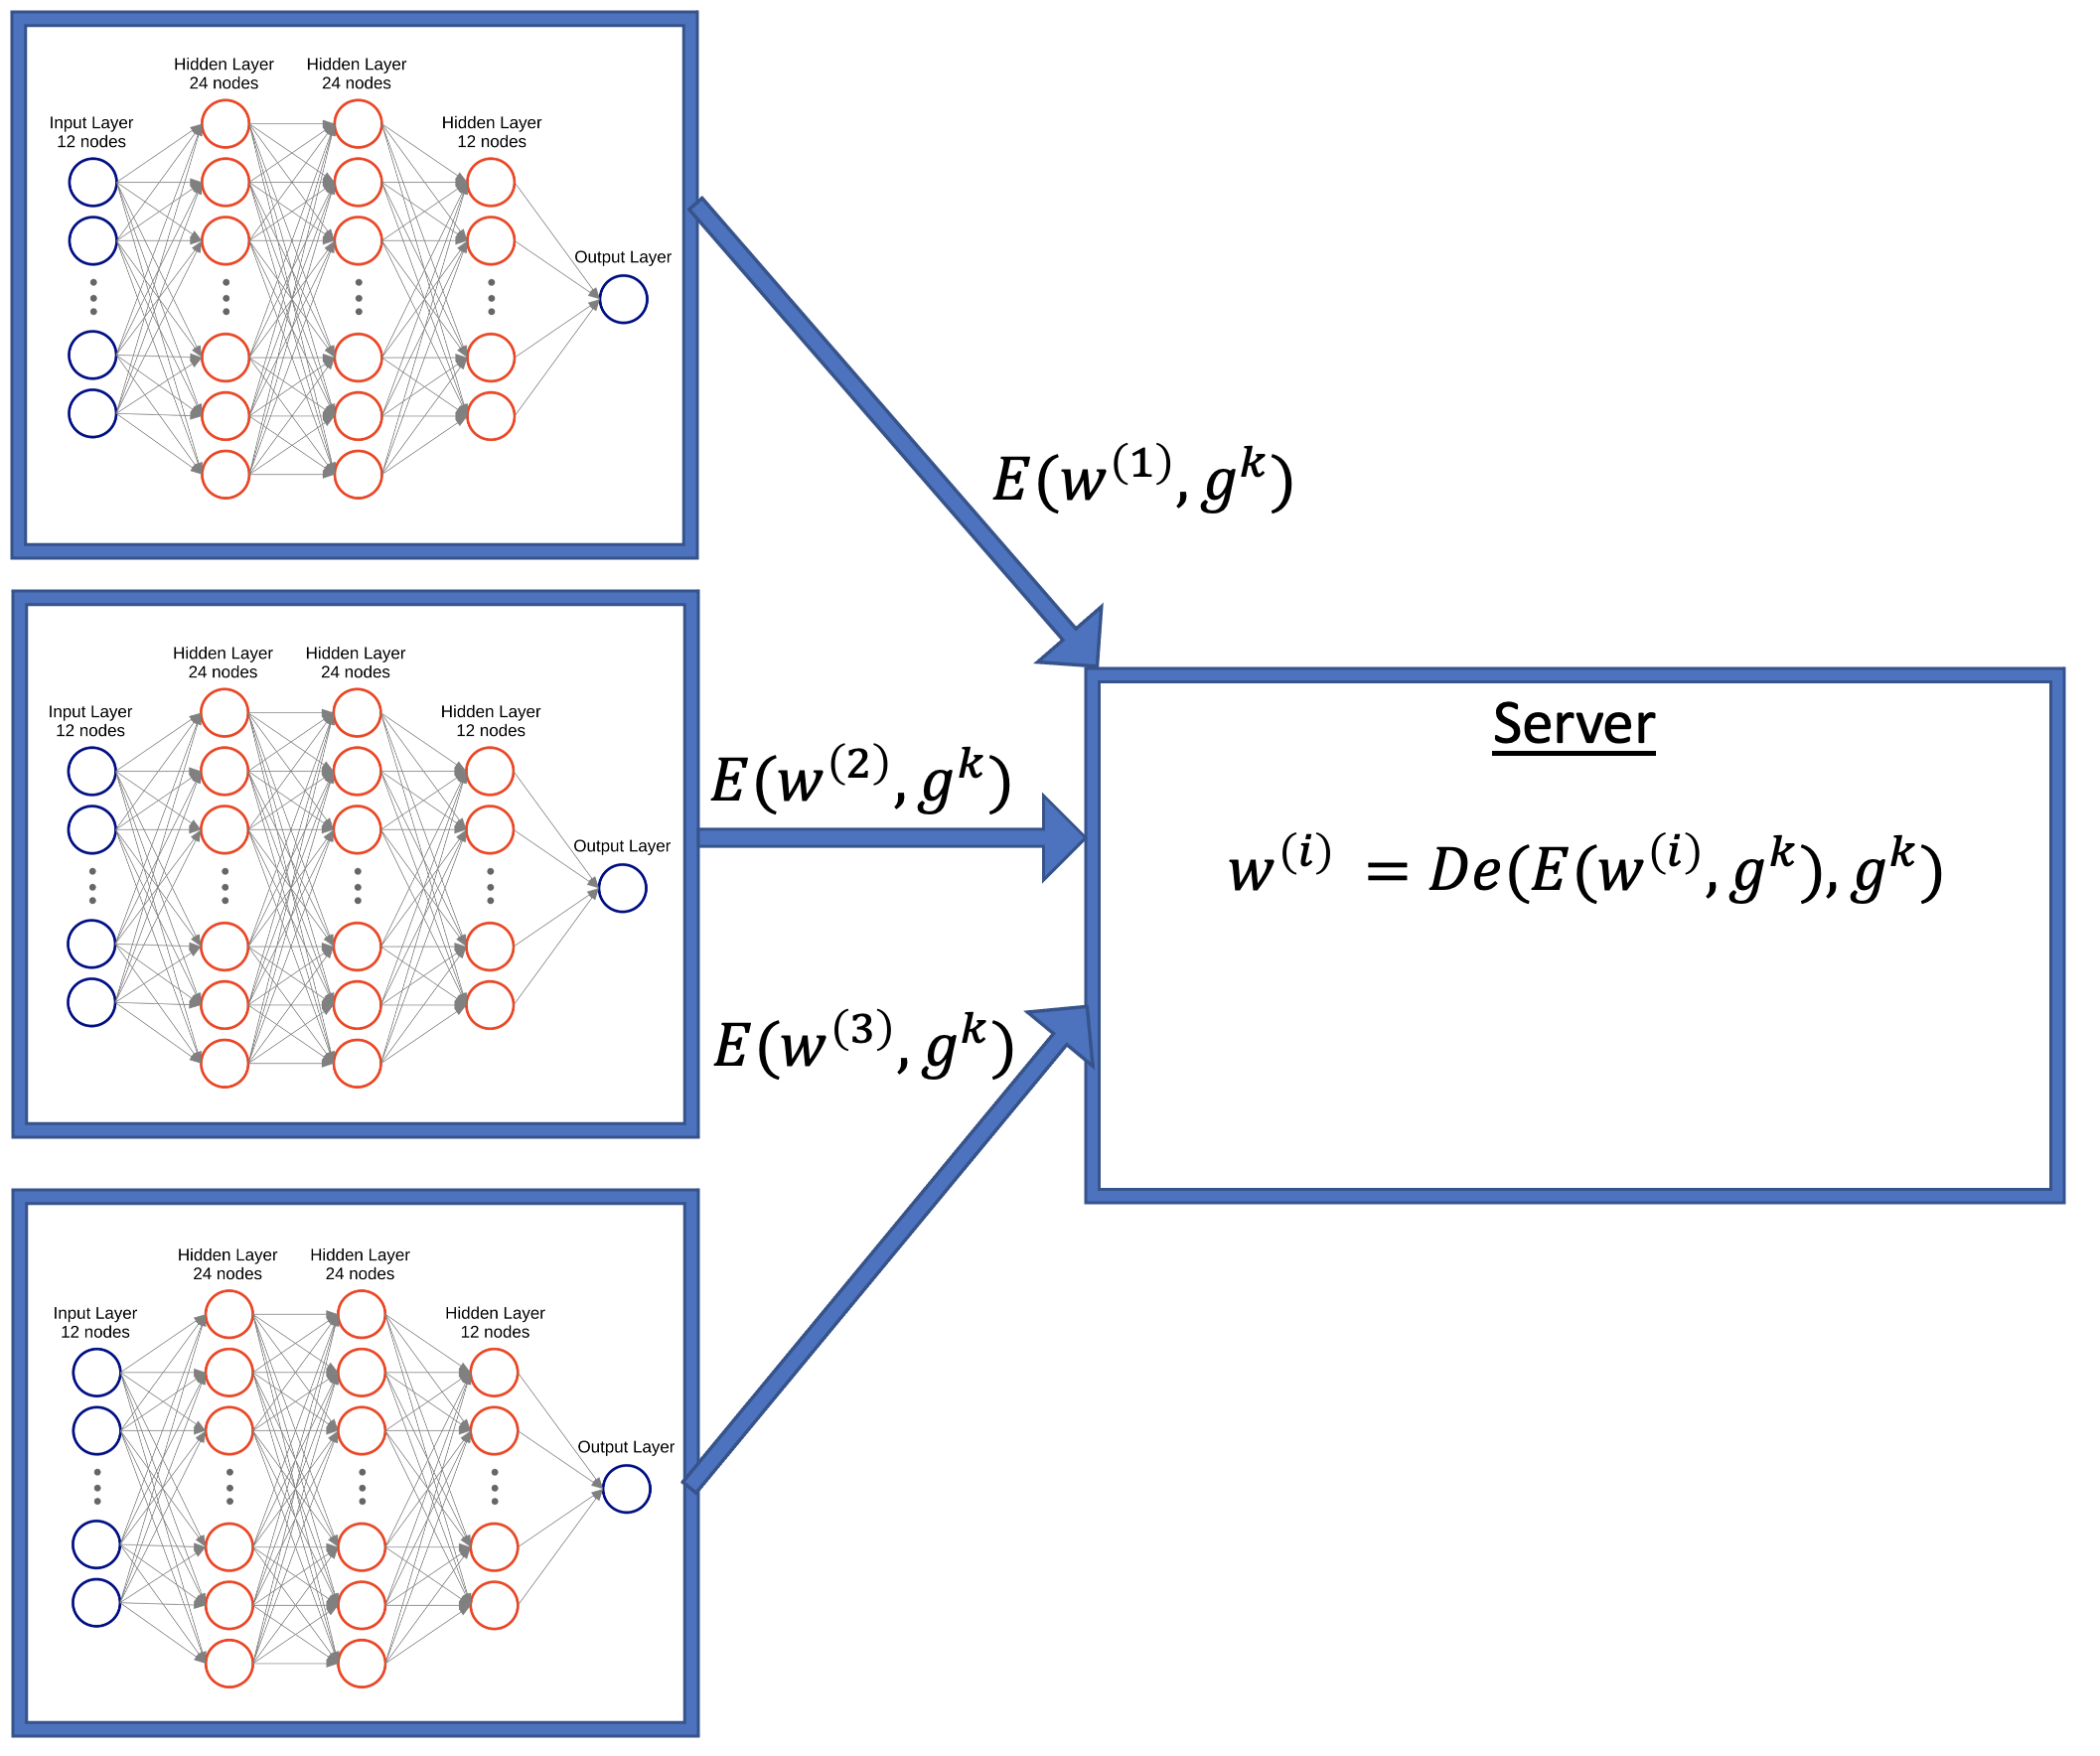 Hidden Layer
24 nodes
Hidden Layer
24 nodes
Input Layer
12 nodes
Hidden Layer
12 nodes
Output Layer
E(w^{(1)}, g^k)
Hidden Layer
24 nodes
Hidden Layer
24 nodes
Input Layer
12 nodes
Hidden Layer
12 nodes
Output Layer
E(w^{(2)}, g^k)
E(w^{(3)}, g^k)
Server
w^{(i)} = De(E(w^{(i)}, g^k), g^k)
Hidden Layer
24 nodes
Hidden Layer
24 nodes
Input Layer
12 nodes
Hidden Layer
12 nodes
Output Layer